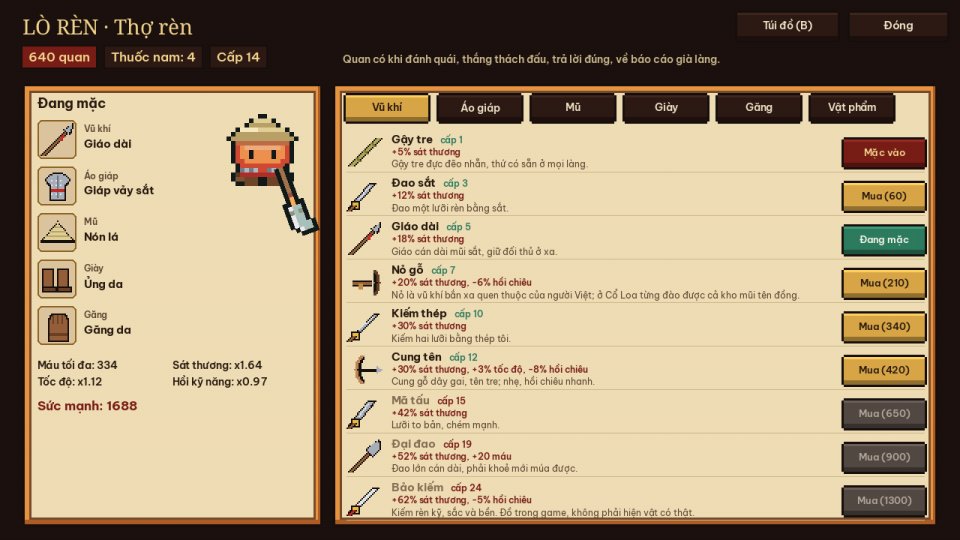 LÒ RÈN · Thợ rèn
Túi đồ (B)
Đóng
640 quan
Thuốc nam: 4
Cấp 14
Quan có khi đánh quái, thắng thách đấu, trả lời đúng, về báo cáo già làng.
Đang mặc
Vũ khí
Giáo dài
Áo giáp
Giáp vảy sắt
Mũ
Nón lá
Giày
Ủng da
Găng
Găng da
Máu tối đa: 334
Sát thương: x1.64
Tốc độ: x1.12
Hồi kỹ năng: x0.97
Sức mạnh: 1688
Vũ khí
Áo giáp
Mũ
Giày
Găng
Vật phẩm
Gậy tre cấp 1
+5% sát thương
Gậy tre đực đẽo nhẵn, thứ có sẵn ở mọi làng.
Mặc vào
Đao sắt cấp 3
+12% sát thương
Đao một lưỡi rèn bằng sắt.
Mua (60)
Giáo dài cấp 5
+18% sát thương
Giáo cán dài mũi sắt, giữ đối thủ ở xa.
Đang mặc
Nỏ gỗ cấp 7
+20% sát thương, -6% hồi chiêu
Nỏ là vũ khí bắn xa quen thuộc của người Việt; ở Cổ Loa từng đào được cả kho mũi tên đồng.
Mua (210)
Kiếm thép cấp 10
+30% sát thương
Kiếm hai lưỡi bằng thép tôi.
Mua (340)
Cung tên cấp 12
+30% sát thương, +3% tốc độ, -8% hồi chiêu
Cung gỗ dây gai, tên tre; nhẹ, hồi chiêu nhanh.
Mua (420)
Mã tấu cấp 15
+42% sát thương
Lưỡi to bản, chém mạnh.
Mua (650)
Đại đao cấp 19
+52% sát thương, +20 máu
Đao lớn cán dài, phải khoẻ mới múa được.
Mua (900)
Bảo kiếm cấp 24
+62% sát thương, -5% hồi chiêu
Kiếm rèn kỹ, sắc và bền. Đồ trong game, không phải hiện vật có thật.
Mua (1300)